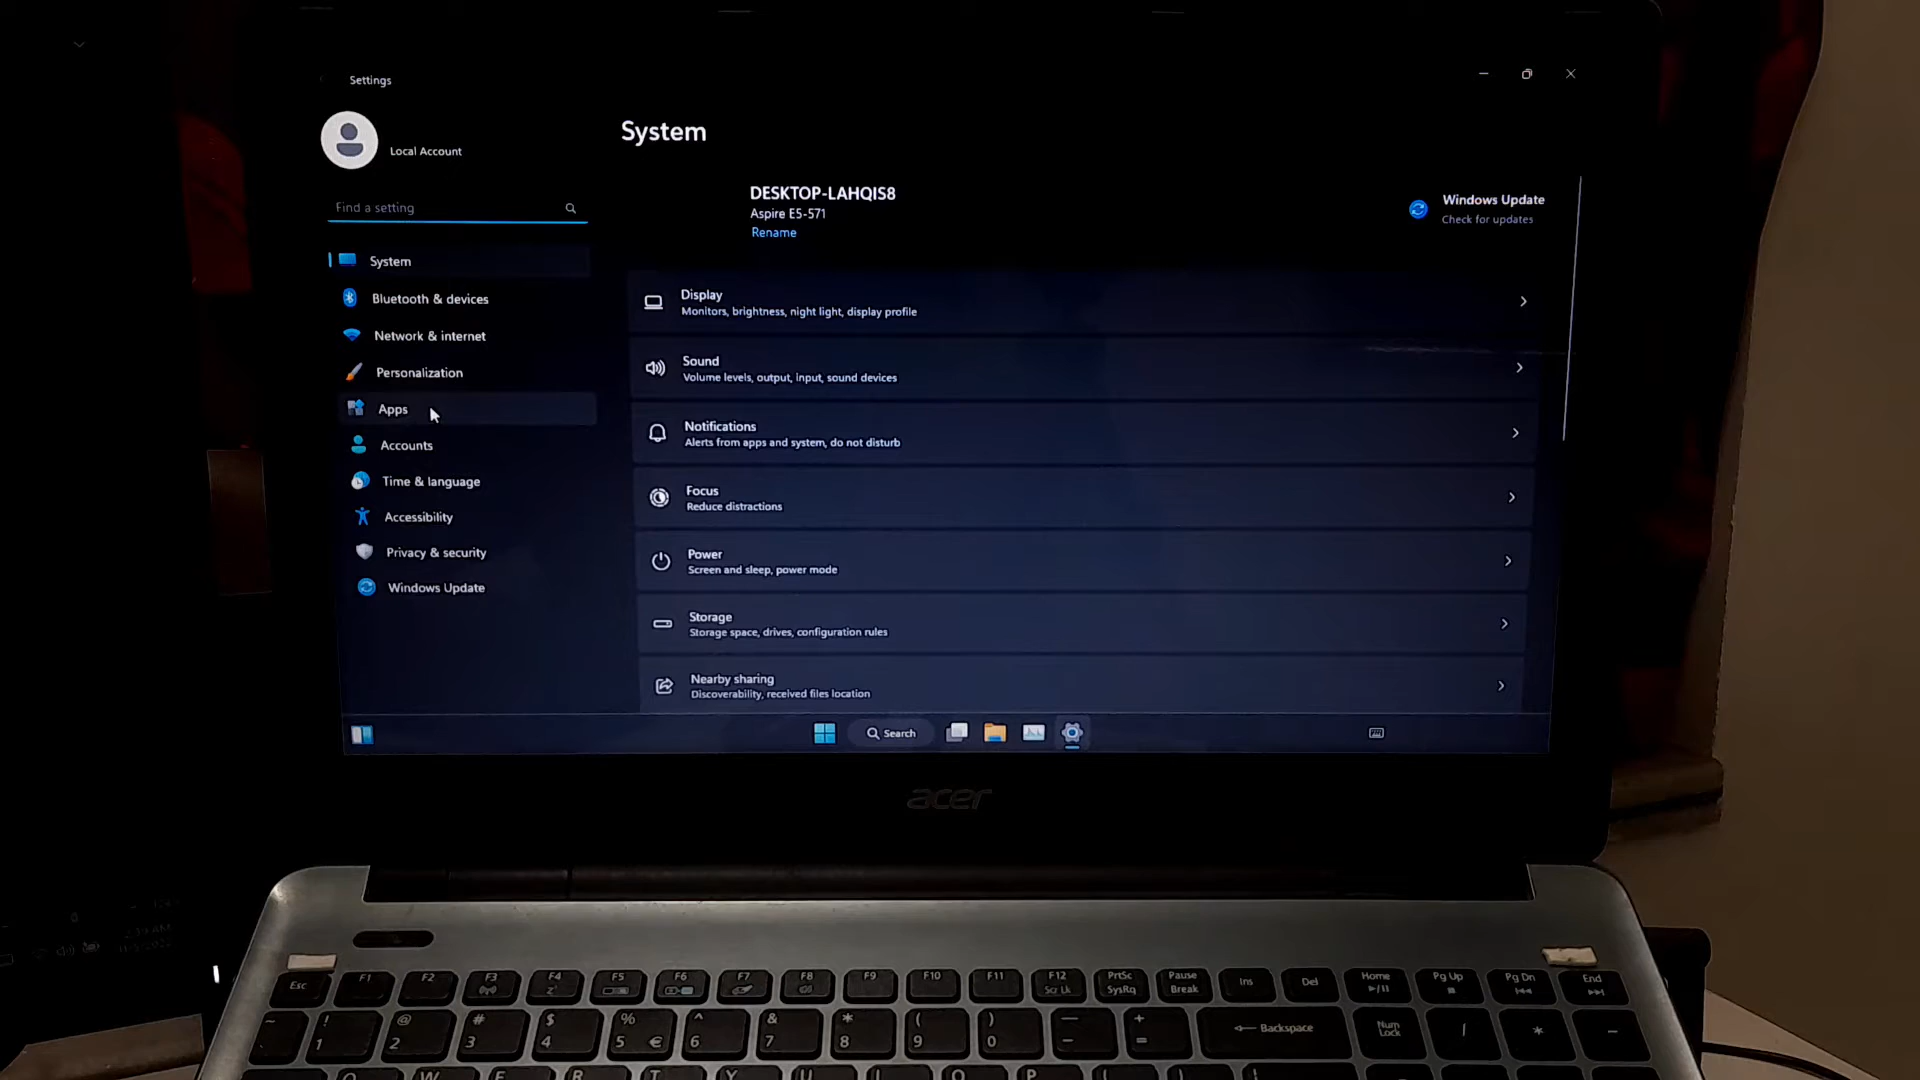 Settings
Local Account
Find a setting
System
Bluetooth & devices
Network & internet
Personalization
Apps
Accounts
Time & language
Accessibility
Privacy & security
Windows Update
System
DESKTOP-LAHQIS8
Aspire E5-571
Rename
Windows Update
Check for updates
Display
Monitors, brightness, night light, display profile
Sound
Volume levels, output, input, sound devices
Notifications
Alerts from apps and system, do not disturb
Focus
Reduce distractions
Power
Screen and sleep, power mode
Storage
Storage space, drives, configuration rules
Nearby sharing
Discoverability, received files location
Search
acer
Esc F1 F2 F3 F4 F5 F6 F7 F8 F9 F10 F11 F12 PrtSc Pause Ins Del Home Pg Up Pg Dn End
Scr Lk SysRq Break
~ ! @ # $ % ^ & * ( ) — +
1 2 3 4 5 € 6 7 8 9 0 - = Backspace Num Lock / * -